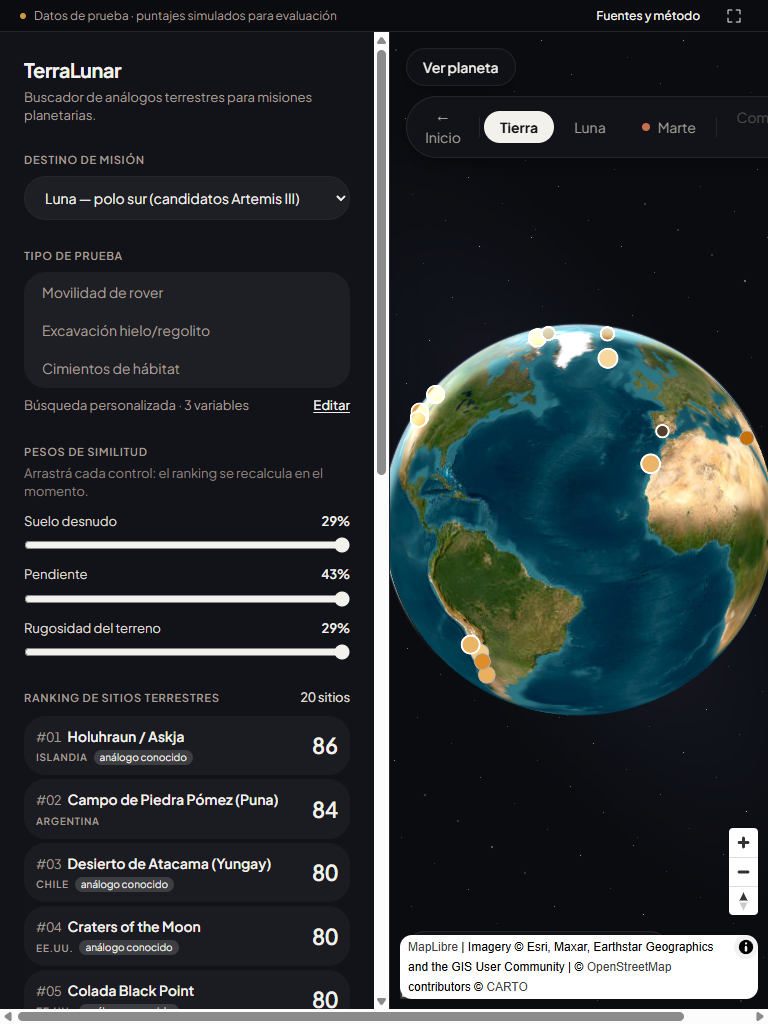 Datos de prueba · puntajes simulados para evaluación
Fuentes y método
TerraLunar
Buscador de análogos terrestres para misiones
planetarias.
DESTINO DE MISIÓN
Luna — polo sur (candidatos Artemis III)
TIPO DE PRUEBA
Movilidad de rover
Excavación hielo/regolito
Cimientos de hábitat
Búsqueda personalizada · 3 variables
Editar
PESOS DE SIMILITUD
Arrastrá cada control: el ranking se recalcula en el
momento.
Suelo desnudo 29%
Pendiente 43%
Rugosidad del terreno 29%
RANKING DE SITIOS TERRESTRES 20 sitios
#01 Holuhraun / Askja 86
ISLANDIA análogo conocido
#02 Campo de Piedra Pómez (Puna) 84
ARGENTINA
#03 Desierto de Atacama (Yungay) 80
CHILE análogo conocido
#04 Craters of the Moon 80
EE.UU. análogo conocido
#05 Colada Black Point 80
Ver planeta
←
Inicio
Tierra
Luna
Marte
MapLibre | Imagery © Esri, Maxar, Earthstar Geographics
and the GIS User Community | © OpenStreetMap
contributors © CARTO